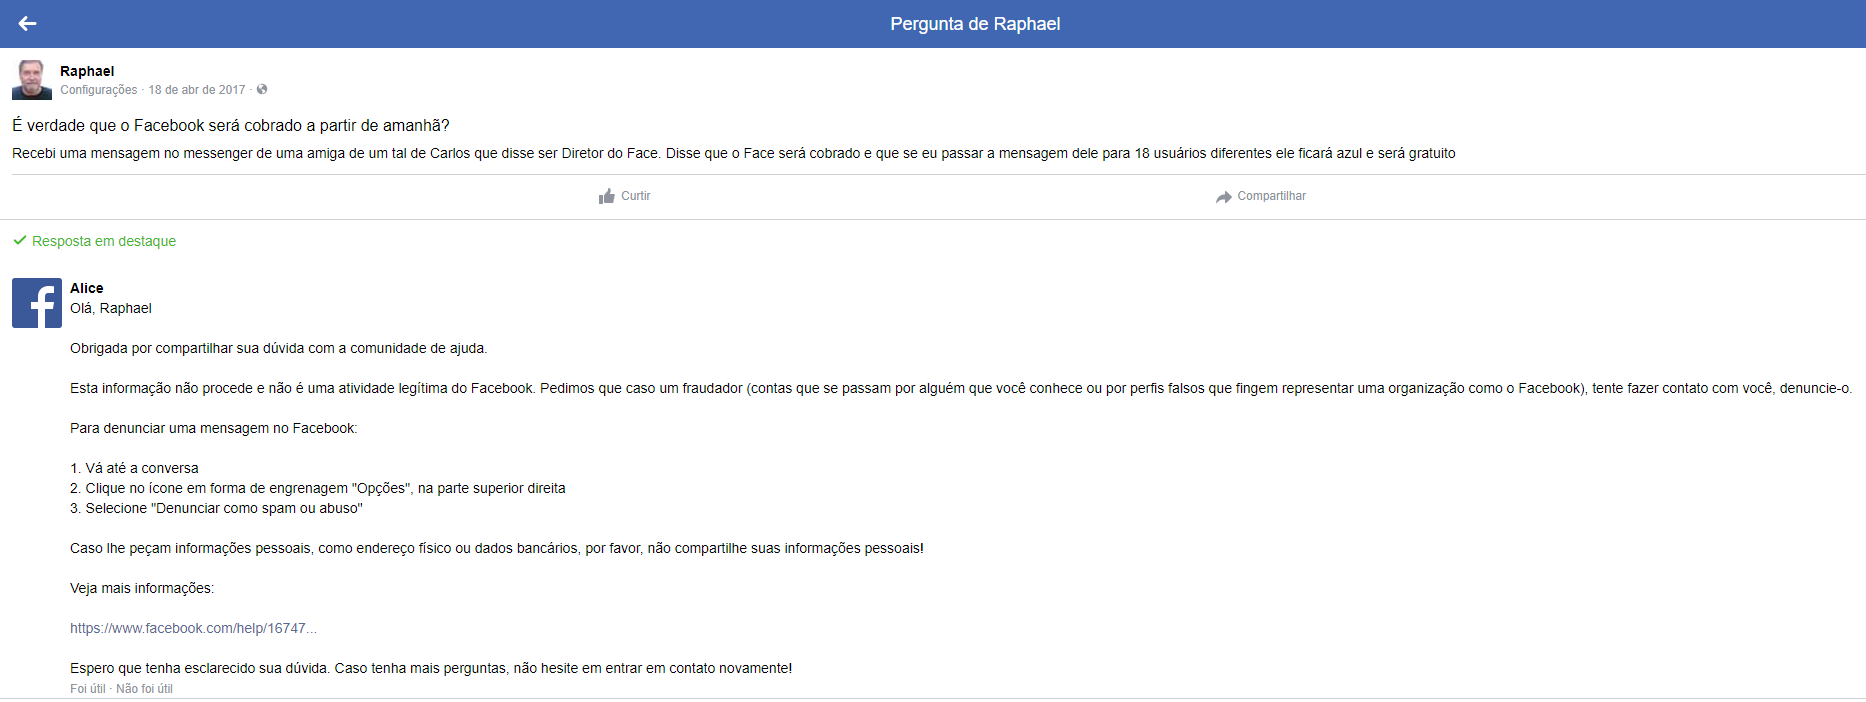 Pergunta de Raphael
Raphael
Configurações · 18 de abr de 2017 ·
É verdade que o Facebook será cobrado a partir de amanhã?
Recebi uma mensagem no messenger de uma amiga de um tal de Carlos que disse ser Diretor do Face. Disse que o Face será cobrado e que se eu passar a mensagem dele para 18 usuários diferentes ele ficará azul e será gratuito
Curtir
Compartilhar
Resposta em destaque
Alice
Olá, Raphael
Obrigada por compartilhar sua dúvida com a comunidade de ajuda.
Esta informação não procede e não é uma atividade legítima do Facebook. Pedimos que caso um fraudador (contas que se passam por alguém que você conhece ou por perfis falsos que fingem representar uma organização como o Facebook), tente fazer contato com você, denuncie-o.
Para denunciar uma mensagem no Facebook:
1. Vá até a conversa
2. Clique no ícone em forma de engrenagem "Opções", na parte superior direita
3. Selecione "Denunciar como spam ou abuso"
Caso lhe peçam informações pessoais, como endereço físico ou dados bancários, por favor, não compartilhe suas informações pessoais!
Veja mais informações:
https://www.facebook.com/help/16747...
Espero que tenha esclarecido sua dúvida. Caso tenha mais perguntas, não hesite em entrar em contato novamente!
Foi útil · Não foi útil